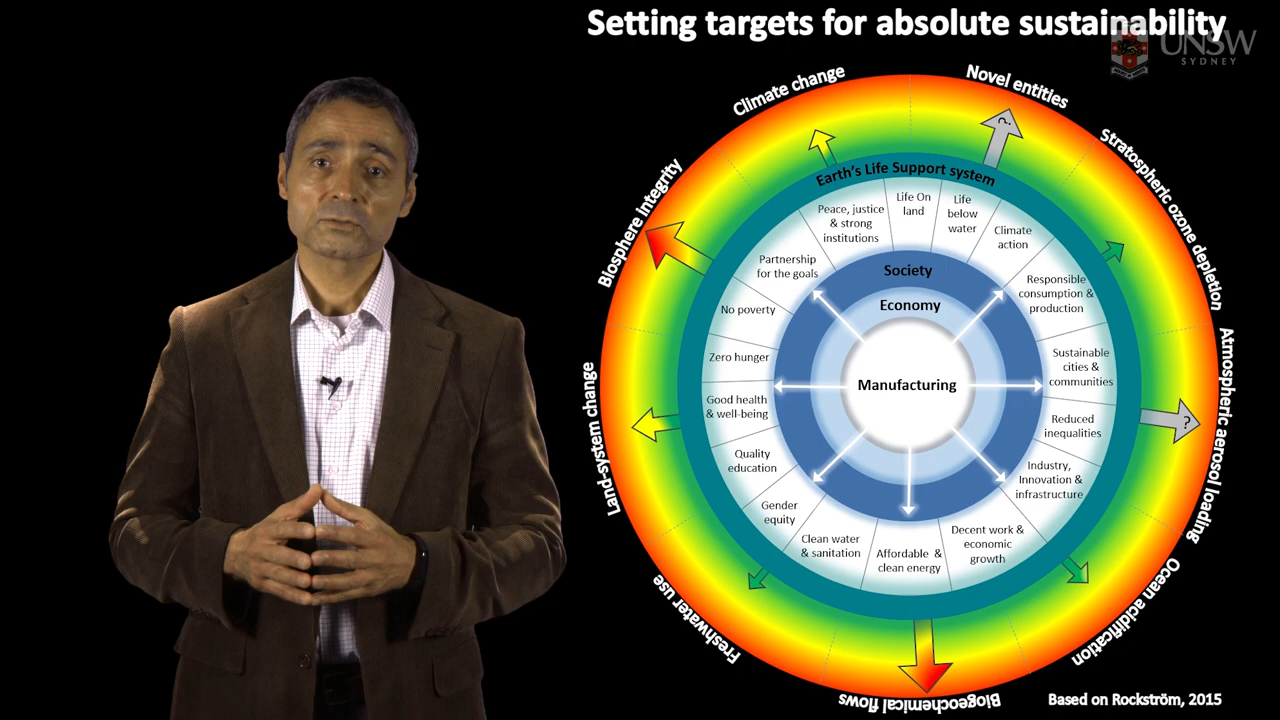 Setting targets for absolute sustainability
UNSW
SYDNEY
Climate change
Novel entities
Stratospheric ozone depletion
Atmospheric aerosol loading
Ocean acidification
Biogeochemical flows
Freshwater use
Land-system change
Biosphere integrity
?
?
Earth's Life Support system
Peace, justice
& strong
institutions
Life On
land
Life
below
water
Climate
action
Responsible
consumption &
production
Sustainable
cities &
communities
Reduced
inequalities
Industry,
Innovation &
infrastructure
Decent work &
economic
growth
Affordable &
clean energy
Clean water
& sanitation
Gender
equity
Quality
education
Good health
& well-being
Zero hunger
No poverty
Partnership
for the goals
Society
Economy
Manufacturing
Based on Rockström, 2015